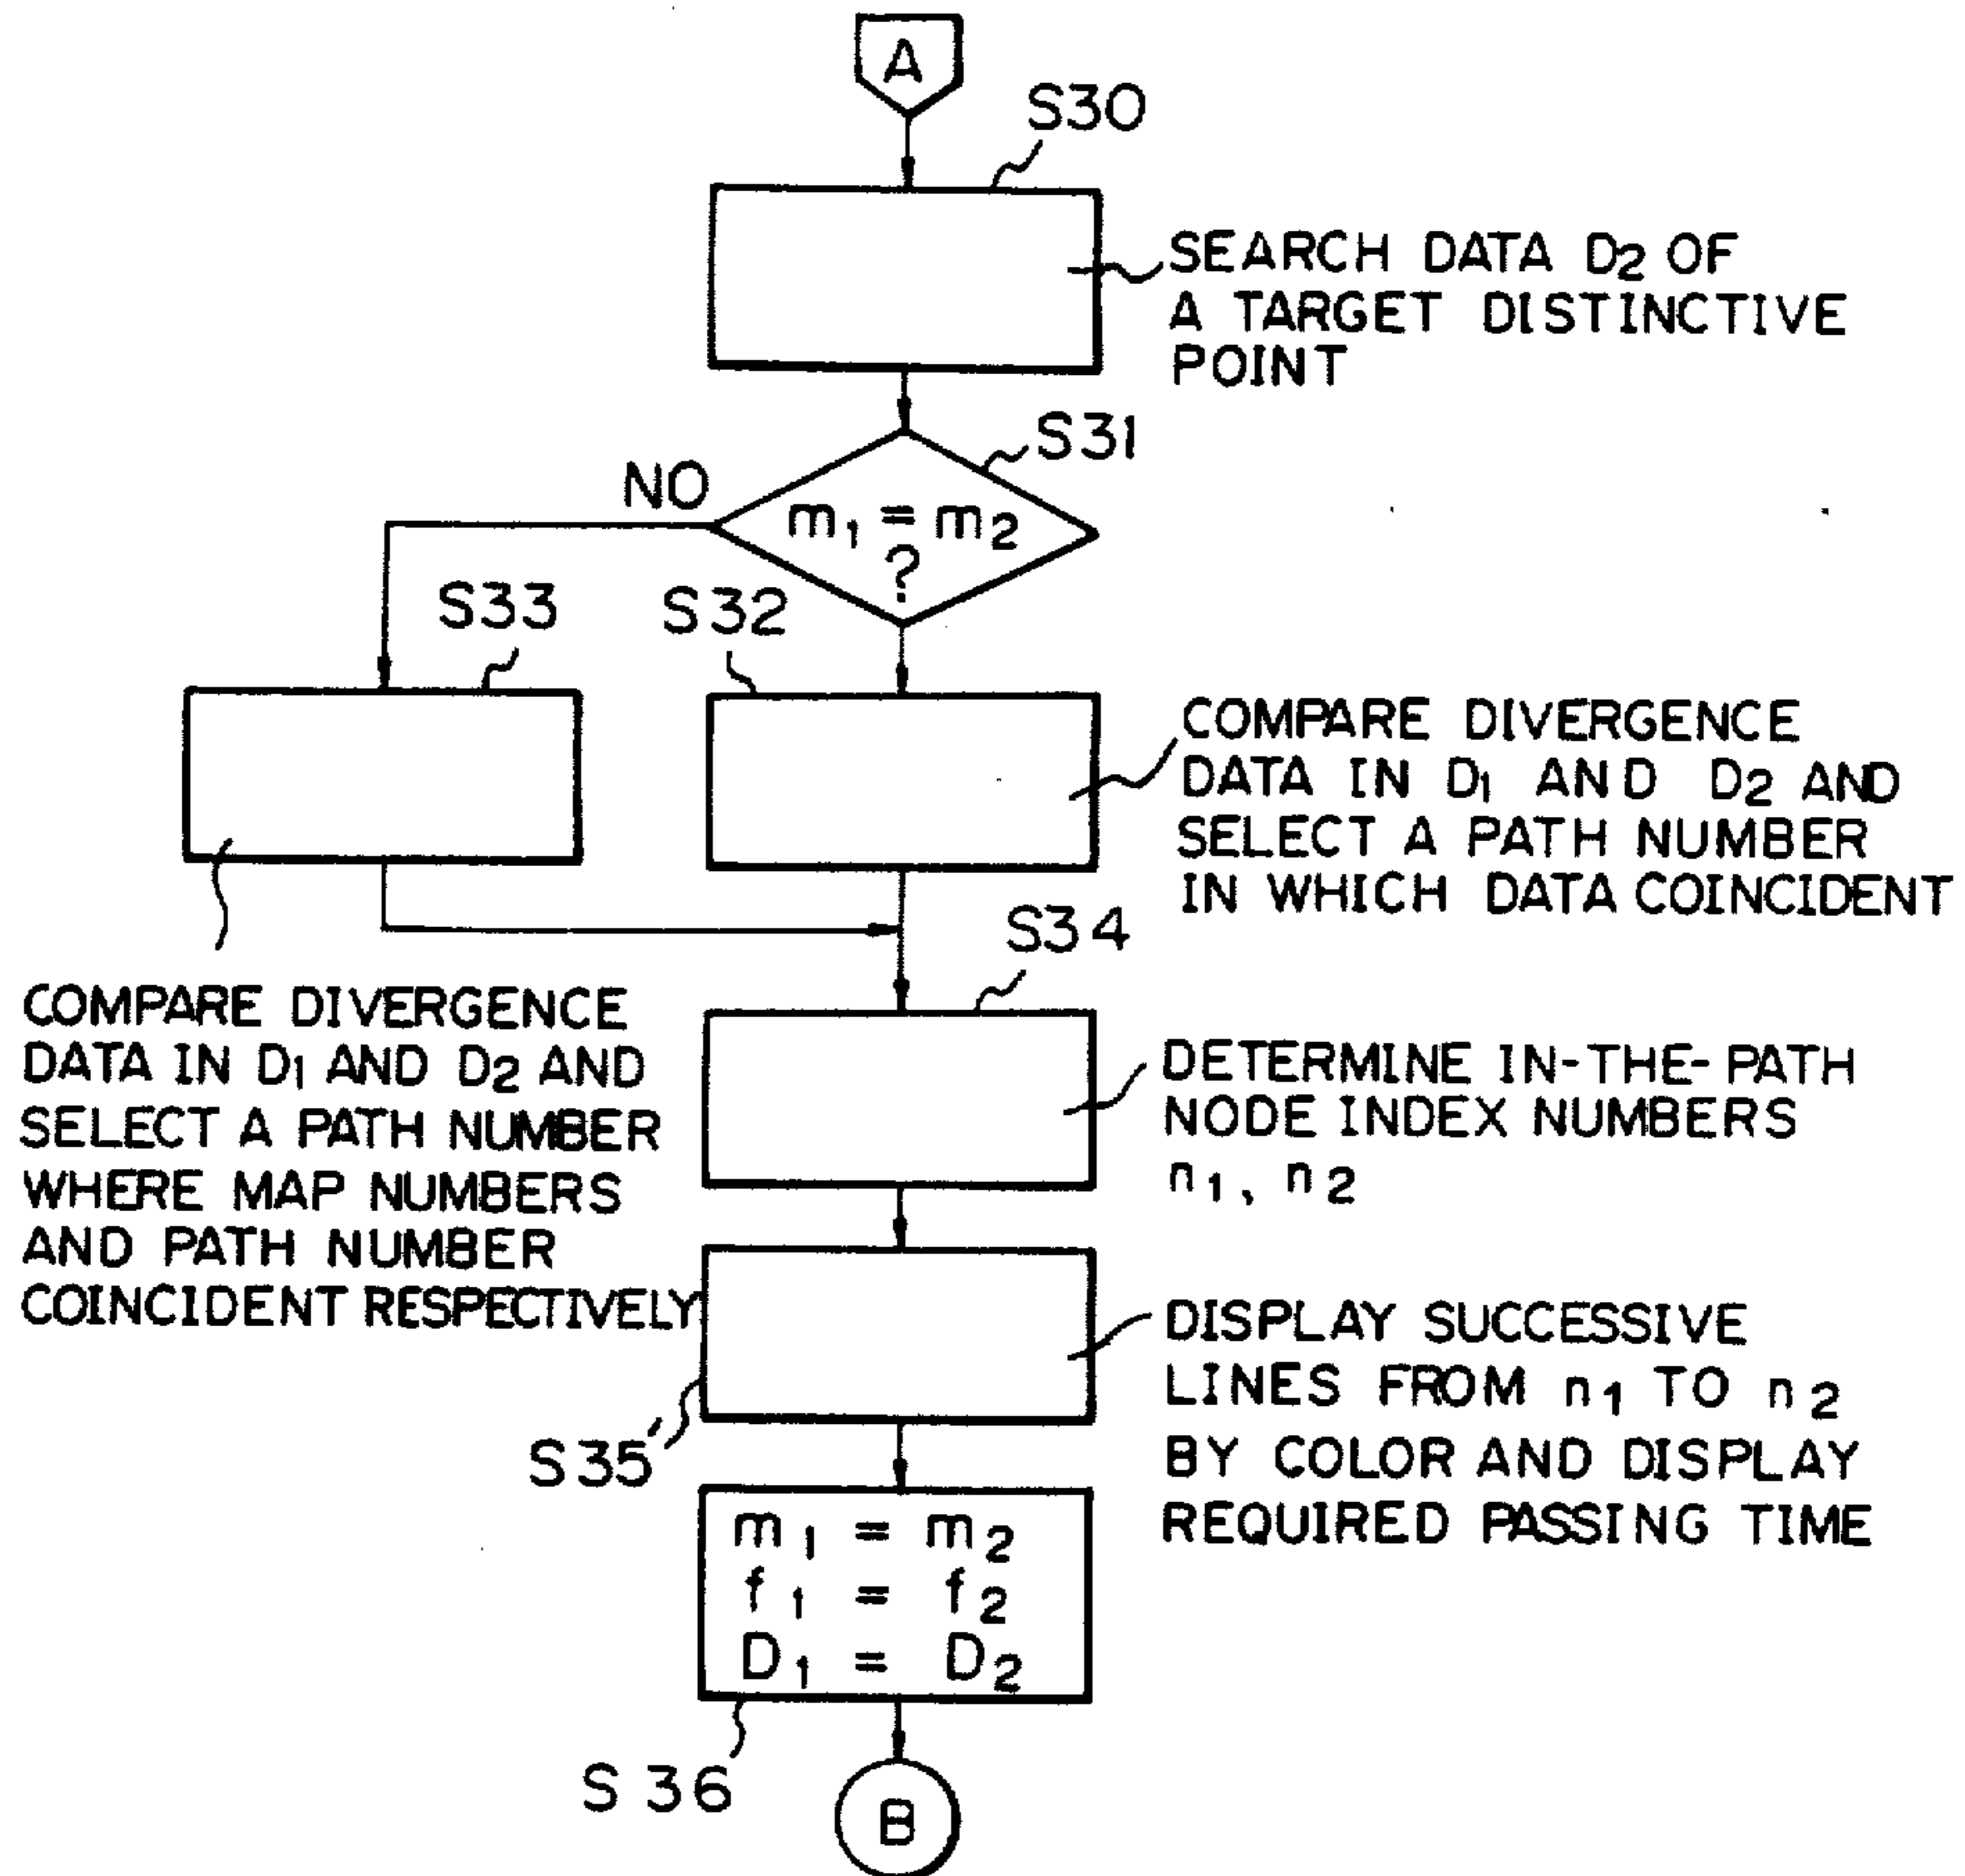 A
S30
SEARCH DATA D2 OF
A TARGET DISTINCTIVE
POINT
S31
NO
m1 = m2
?
S33
S32
COMPARE DIVERGENCE
DATA IN D1 AND D2 AND
SELECT A PATH NUMBER
IN WHICH DATA COINCIDENT
S34
COMPARE DIVERGENCE
DATA IN D1 AND D2 AND
SELECT A PATH NUMBER
WHERE MAP NUMBERS
AND PATH NUMBER
COINCIDENT RESPECTIVELY
DETERMINE IN-THE-PATH
NODE INDEX NUMBERS
n1, n2
DISPLAY SUCCESSIVE
LINES FROM n1 TO n2
BY COLOR AND DISPLAY
REQUIRED PASSING TIME
S35'
m1 = m2
f1 = f2
D1 = D2
S36
B